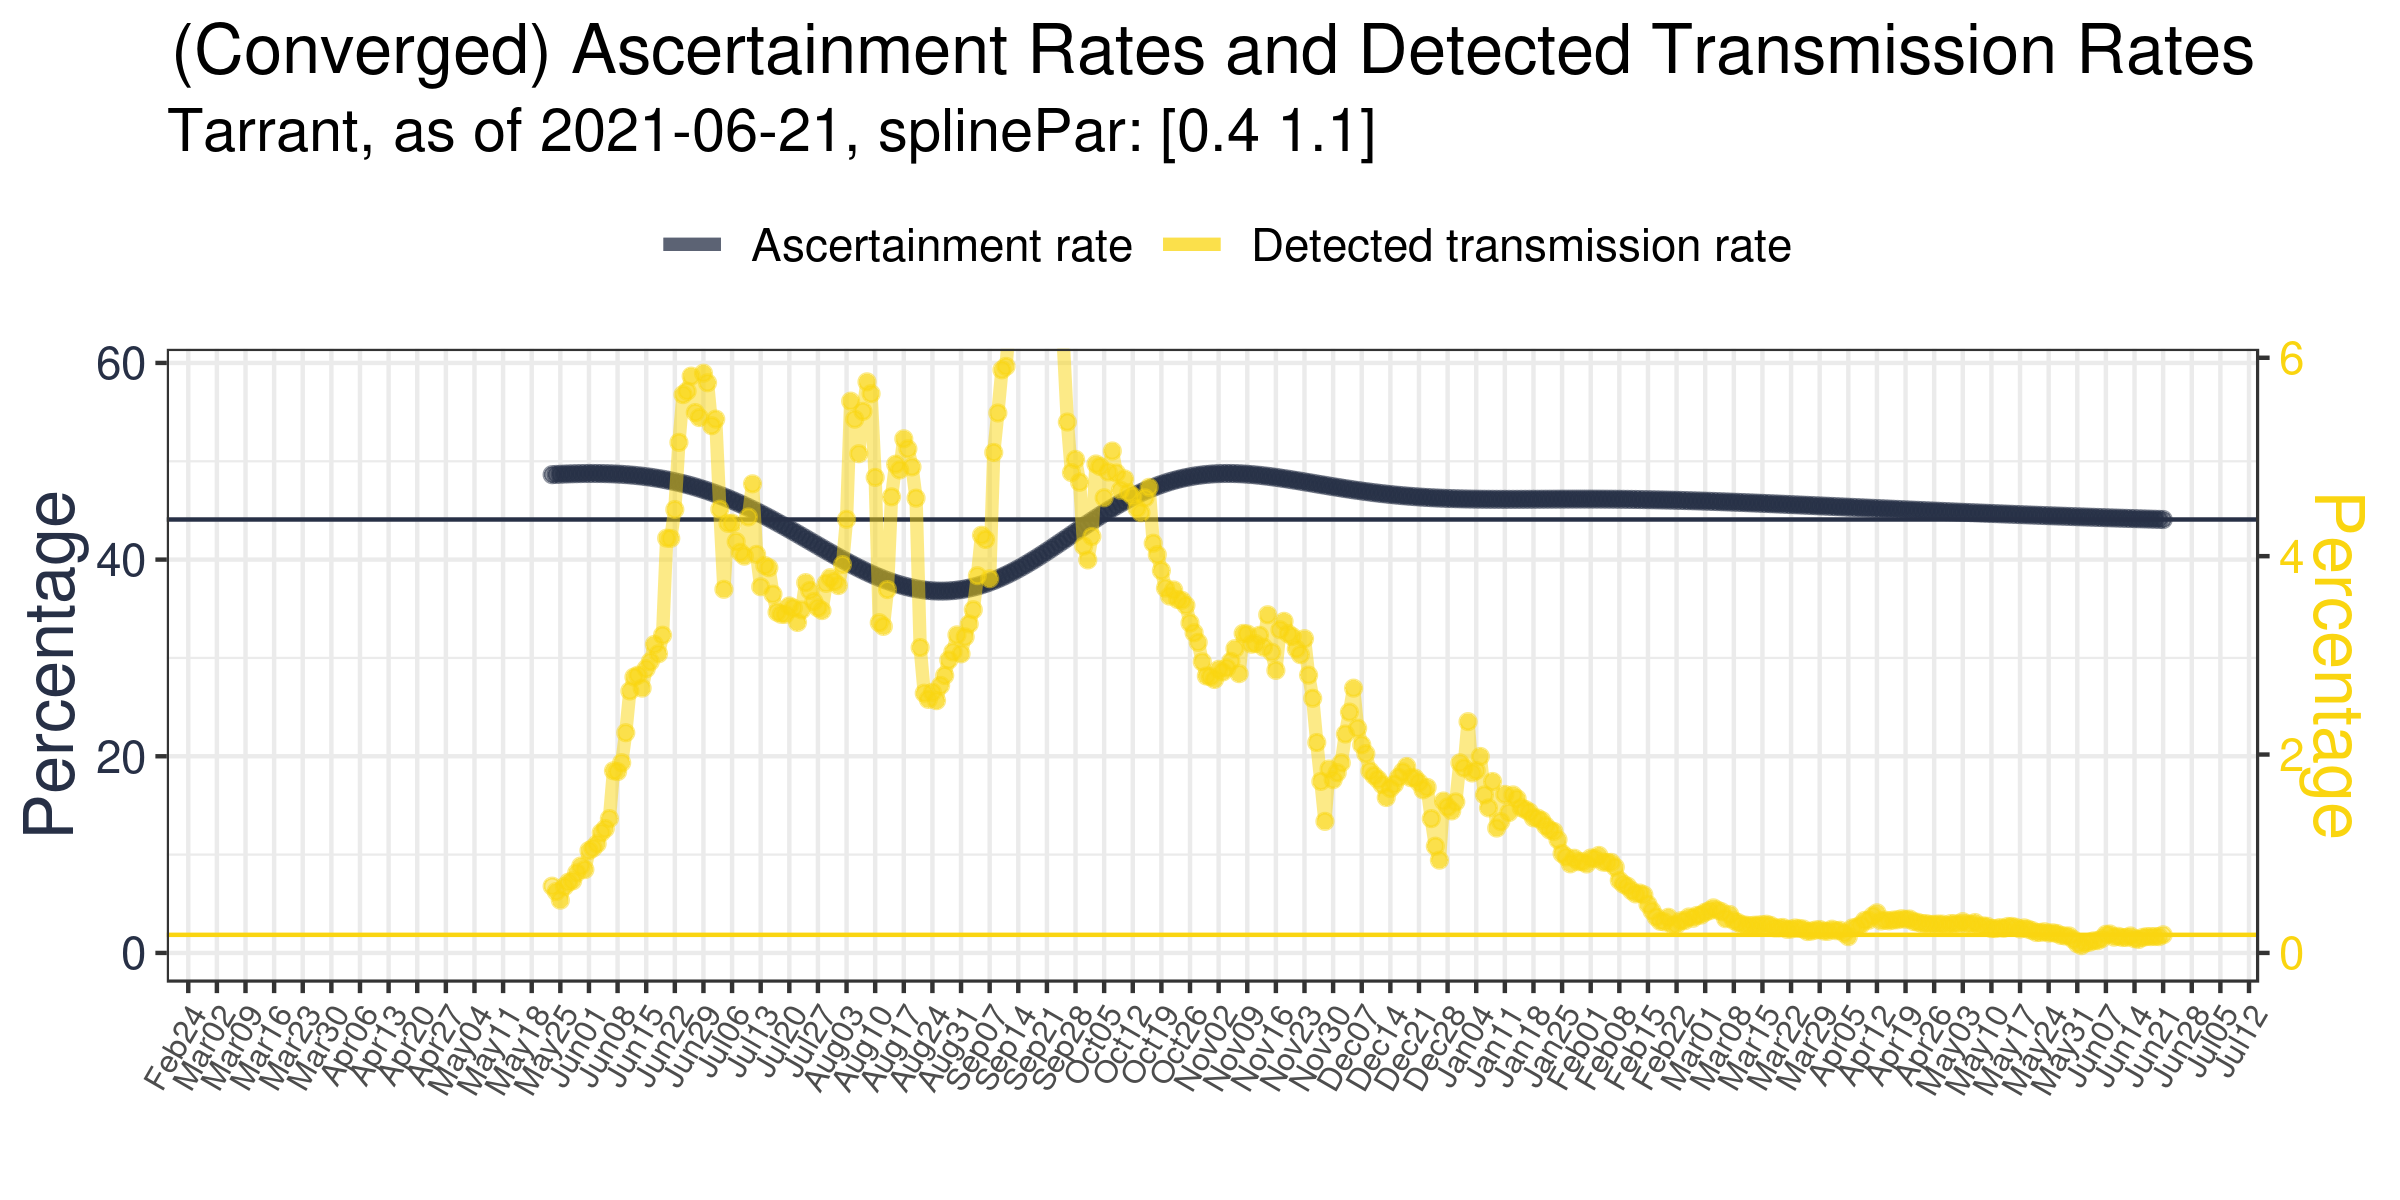 (Converged) Ascertainment Rates and Detected Transmission Rates
Tarrant, as of 2021-06-21, splinePar: [0.4 1.1]
Ascertainment rate
Detected transmission rate
Percentage
60
40
20
0
6
4
2
0
Percentage
Feb24
Mar02
Mar09
Mar16
Mar23
Mar30
Apr06
Apr13
Apr20
Apr27
May04
May11
May18
May25
Jun01
Jun08
Jun15
Jun22
Jun29
Jul06
Jul13
Jul20
Jul27
Aug03
Aug10
Aug17
Aug24
Aug31
Sep07
Sep14
Sep21
Sep28
Oct05
Oct12
Oct19
Oct26
Nov02
Nov09
Nov16
Nov23
Nov30
Dec07
Dec14
Dec21
Dec28
Jan04
Jan11
Jan18
Jan25
Feb01
Feb08
Feb15
Feb22
Mar01
Mar08
Mar15
Mar22
Mar29
Apr05
Apr12
Apr19
Apr26
May03
May10
May17
May24
May31
Jun07
Jun14
Jun21
Jun28
Jul05
Jul12